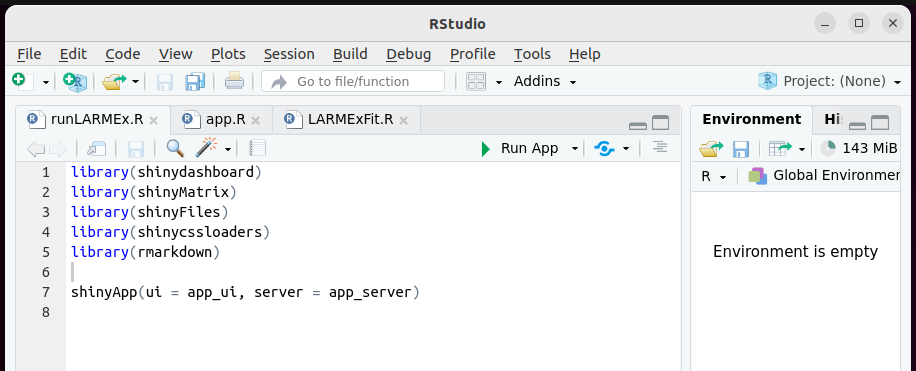 RStudio
File Edit Code View Plots Session Build Debug Profile Tools Help
Go to file/function Addins Project: (None)
runLARMEx.R app.R LARMExFit.R
Environment Hi
Run App
143 MiB
R Global Environmer
1 library(shinydashboard)
2 library(shinyMatrix)
3 library(shinyFiles)
4 library(shinycssloaders)
5 library(rmarkdown)
6
7 shinyApp(ui = app_ui, server = app_server)
8
Environment is empty